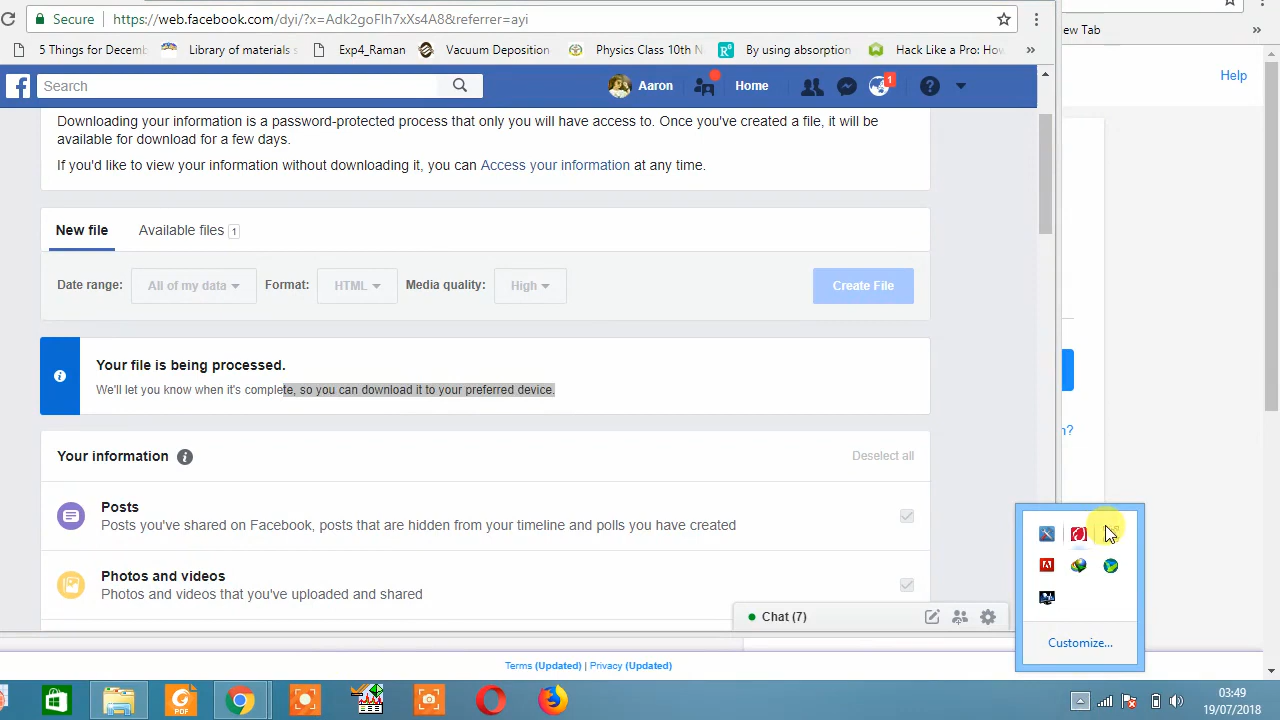 Secure https://web.facebook.com/dyi/?x=Adk2goFIh7xXs4A8&referrer=ayi
5 Things for Decemb Library of materials s Exp4_Raman Vacuum Deposition Physics Class 10th N R By using absorption Hack Like a Pro: How » ew Tab »
f Search Aaron Home 1 ?
Help
Downloading your information is a password-protected process that only you will have access to. Once you've created a file, it will be
available for download for a few days.
If you'd like to view your information without downloading it, you can Access your information at any time.
New file Available files 1
Date range: All of my data Format: HTML Media quality: High Create File
Your file is being processed.
We'll let you know when it's complete, so you can download it to your preferred device.
n?
Your information i Deselect all
Posts
Posts you've shared on Facebook, posts that are hidden from your timeline and polls you have created
Photos and videos
Photos and videos that you've uploaded and shared
Chat (7)
Customize...
Terms (Updated) | Privacy (Updated)
PDF
03:49
19/07/2018